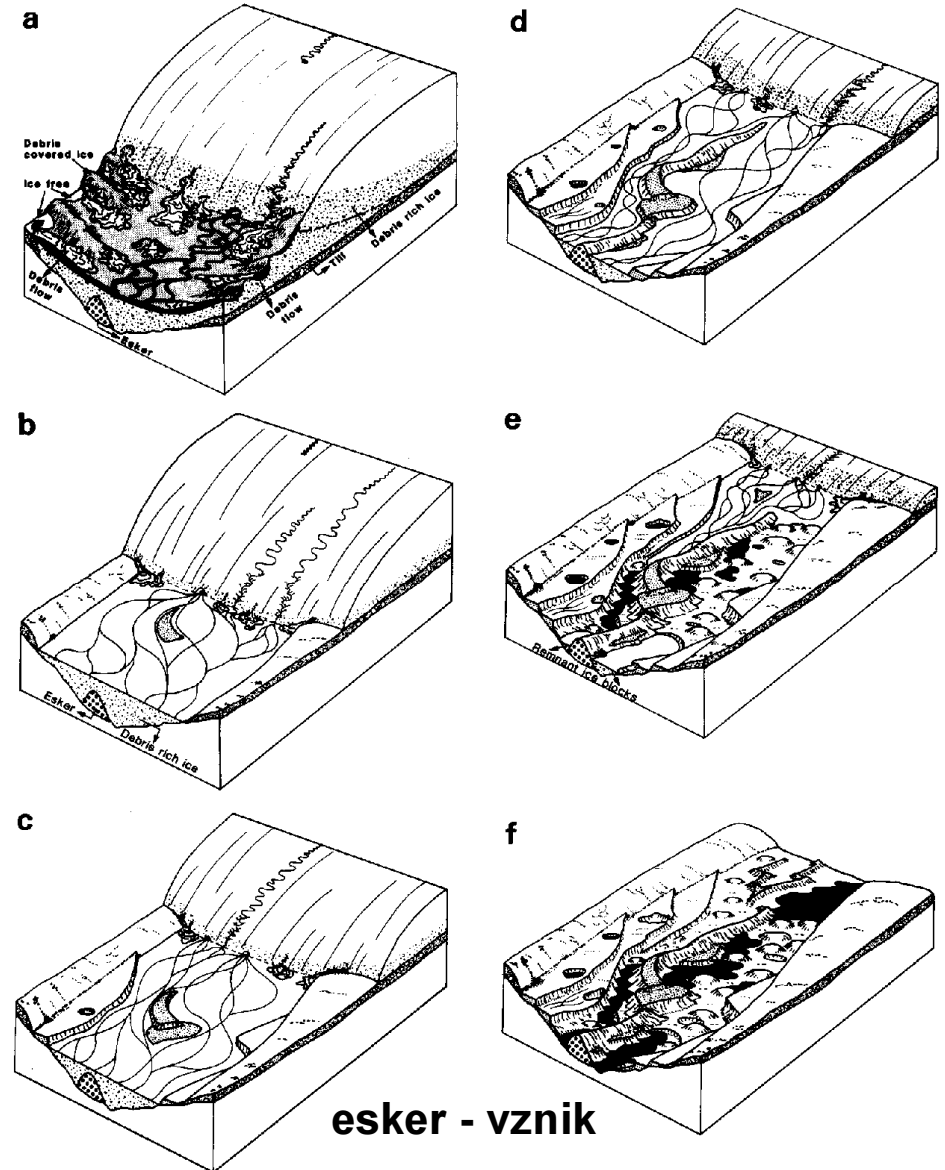 a
Debris
covered ice
Ice free
Debris
flow
Esker
Debris
flow
Till
Debris rich ice
b
Esker
Debris rich ice
c
d
e
Remnant ice blocks
f
esker - vznik